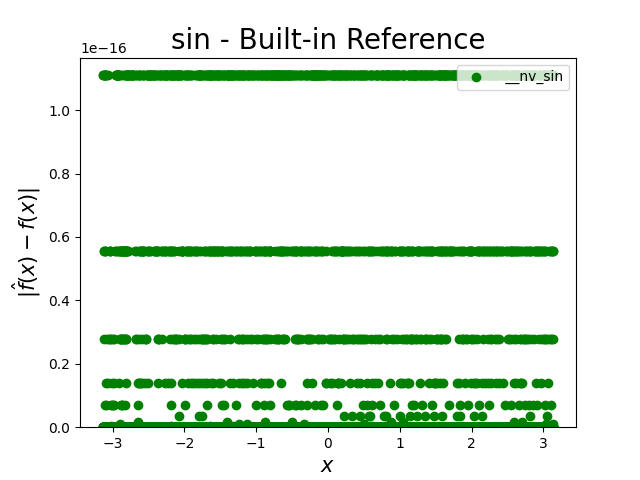 sin - Built-in Reference
1e−16
__nv_sin
1.0
0.8
0.6
0.4
0.2
0.0
|f̂(x) − f(x)|
−3 −2 −1 0 1 2 3
x